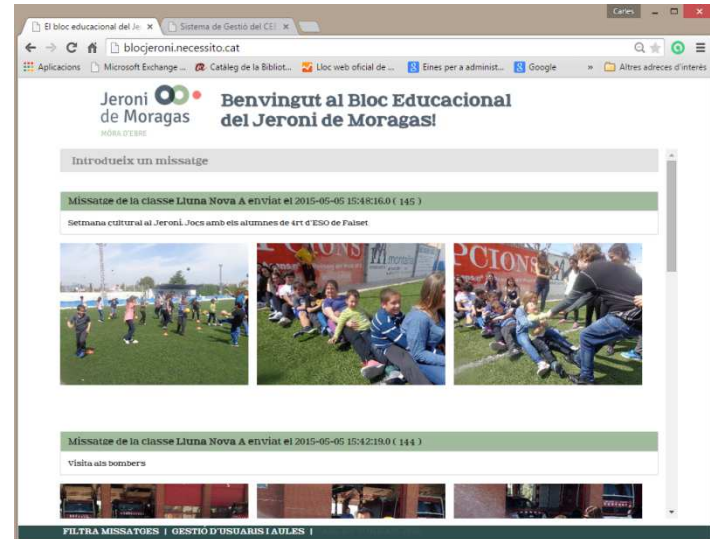 Carles
El bloc educacional del Je
Sistema de Gestió del CEE
blocjeroni.necessito.cat
Aplicacions Microsoft Exchange ... Catàleg de la Bibliot... Lloc web oficial de ... Eines per a administ... Google » Altres adreces d'interès
Jeroni
de Moragas
MÓRA D'EBRE
Benvingut al Bloc Educacional
del Jeroni de Moragas!
Introdueix un missatge
Missatge de la classe Lluna Nova A enviat el 2015-05-05 15:48:16.0 ( 145 )
Setmana cultural al Jeroni. Jocs amb els alumnes de 4rt d'ESO de Falset
PCIONS
PCIONS
Missatge de la classe Lluna Nova A enviat el 2015-05-05 15:42:19.0 ( 144 )
Visita als bombers
FILTRA MISSATGES | GESTIÓ D'USUARIS I AULES |